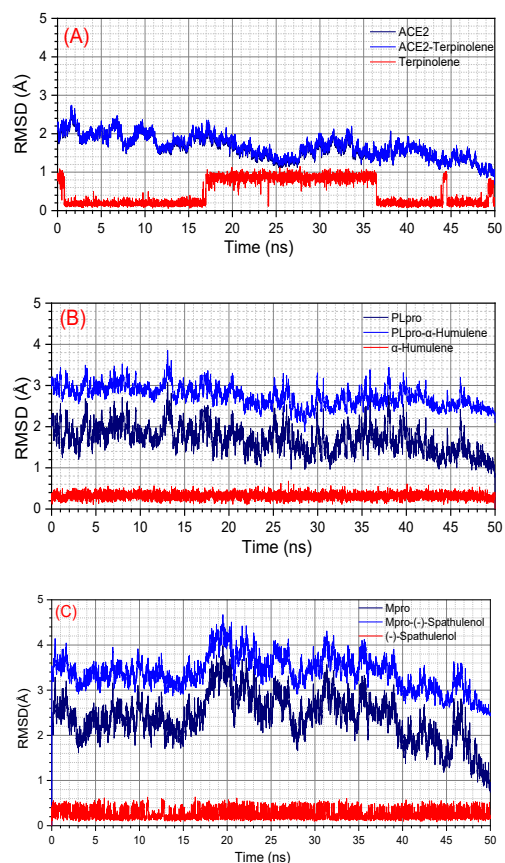 (A)
ACE2
ACE2-Terpinolene
Terpinolene
RMSD (Å)
5
4
3
2
1
0
0 5 10 15 20 25 30 35 40 45 50
Time (ns)
(B)
PLpro
PLpro-α-Humulene
α-Humulene
RMSD (Å)
5
4
3
2
1
0
0 5 10 15 20 25 30 35 40 45 50
Time (ns)
(C)
Mpro
Mpro-(-)-Spathulenol
(-)-Spathulenol
RMSD(Å)
5
4
3
2
1
0
0 5 10 15 20 25 30 35 40 45 50
Time (ns)